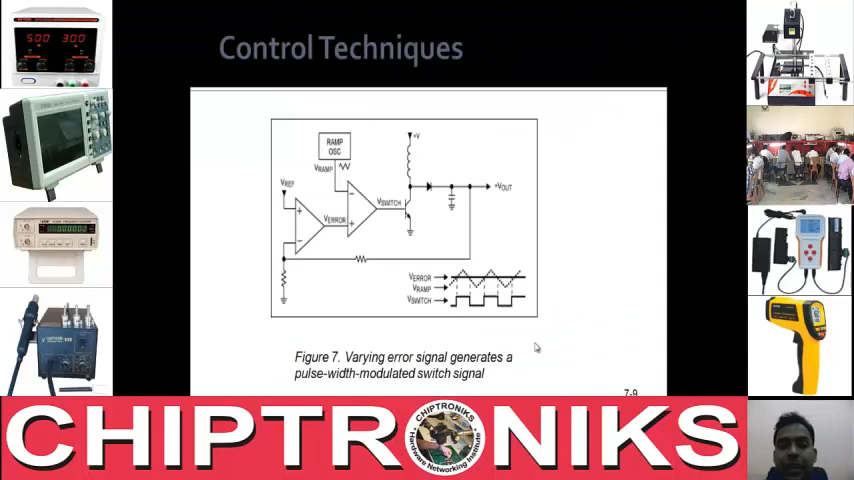 Control Techniques
500 300
RAMP
OSC
+V
VRAMP
VREF
VSWITCH
+VOUT
+
−
VERROR
−
+
VERROR
VRAMP
VSWITCH
Figure 7. Varying error signal generates a
pulse-width-modulated switch signal
7-9
CHIPTRONIKS
CHIPTRONIKS
Hardware Networking Institute